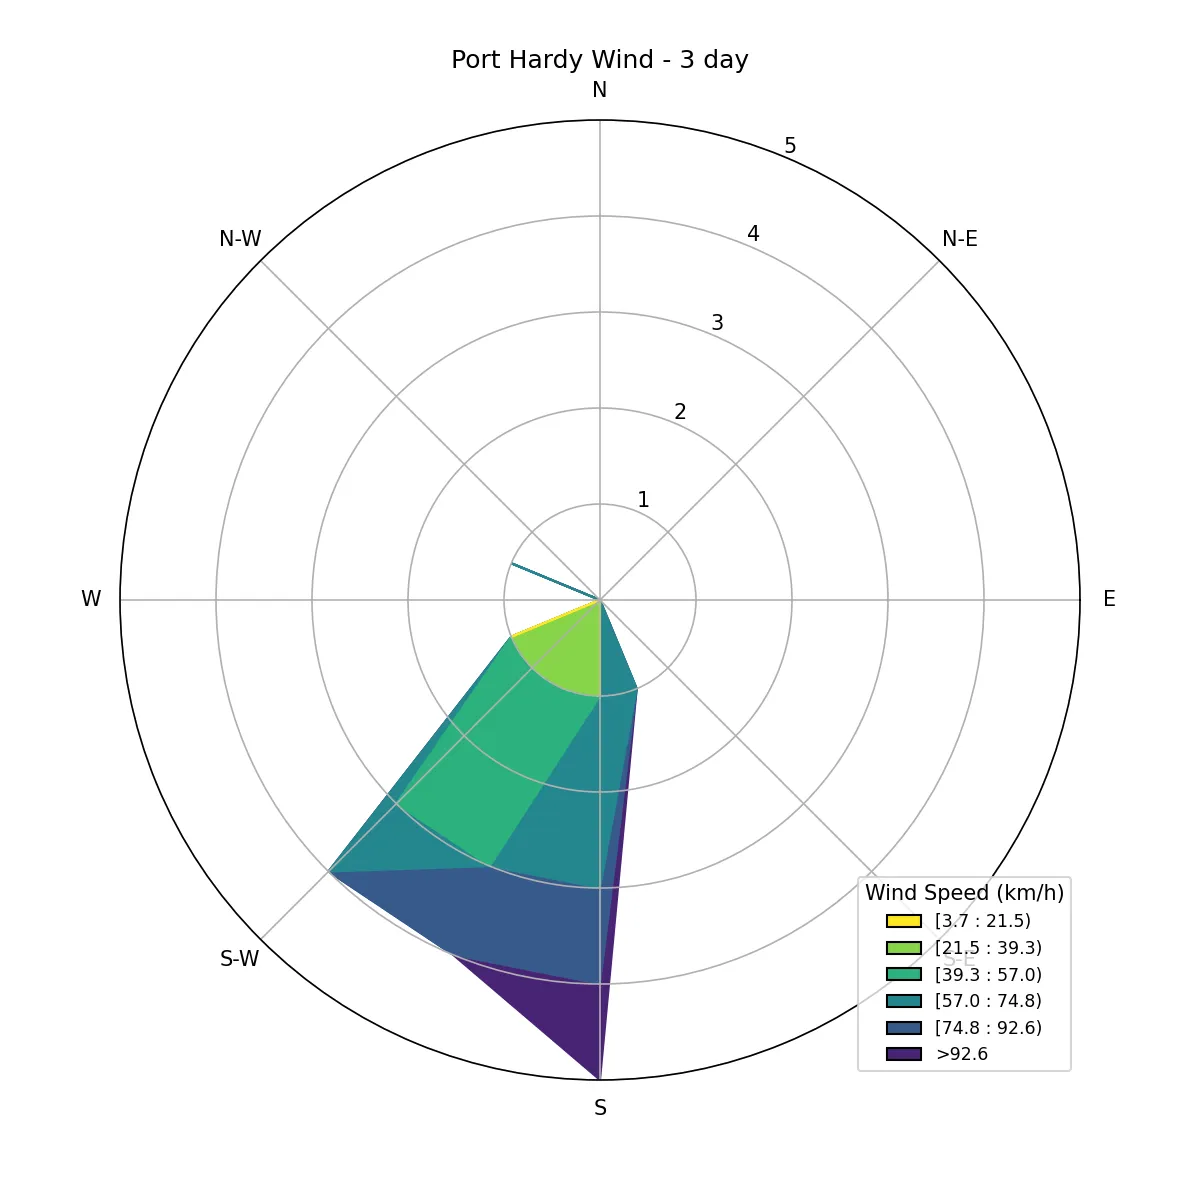 Port Hardy Wind - 3 day
N
5
N-W
4
N-E
3
2
1
W
E
Wind Speed (km/h)
[3.7 : 21.5)
[21.5 : 39.3)
S-W
S-E
[39.3 : 57.0)
[57.0 : 74.8)
[74.8 : 92.6)
>92.6
S